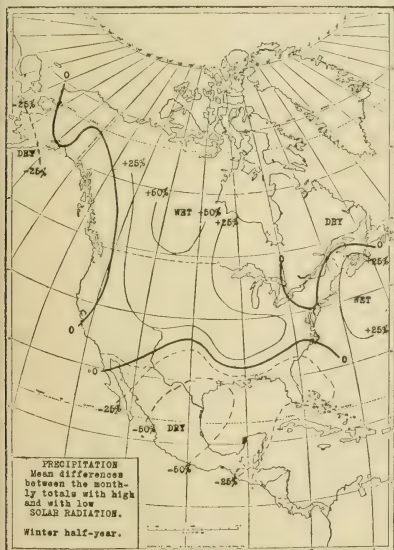 0
-25%
DRY
-25%
+25%
+50%
WET +50%
+25%
DRY
0
0
+25%
WET
+25%
0
0
0
-25%
-50% DRY
-50%
-25%
PRECIPITATION
Mean differences
between the month-
ly totals with high
and with low
SOLAR RADIATION.
Winter half-year.